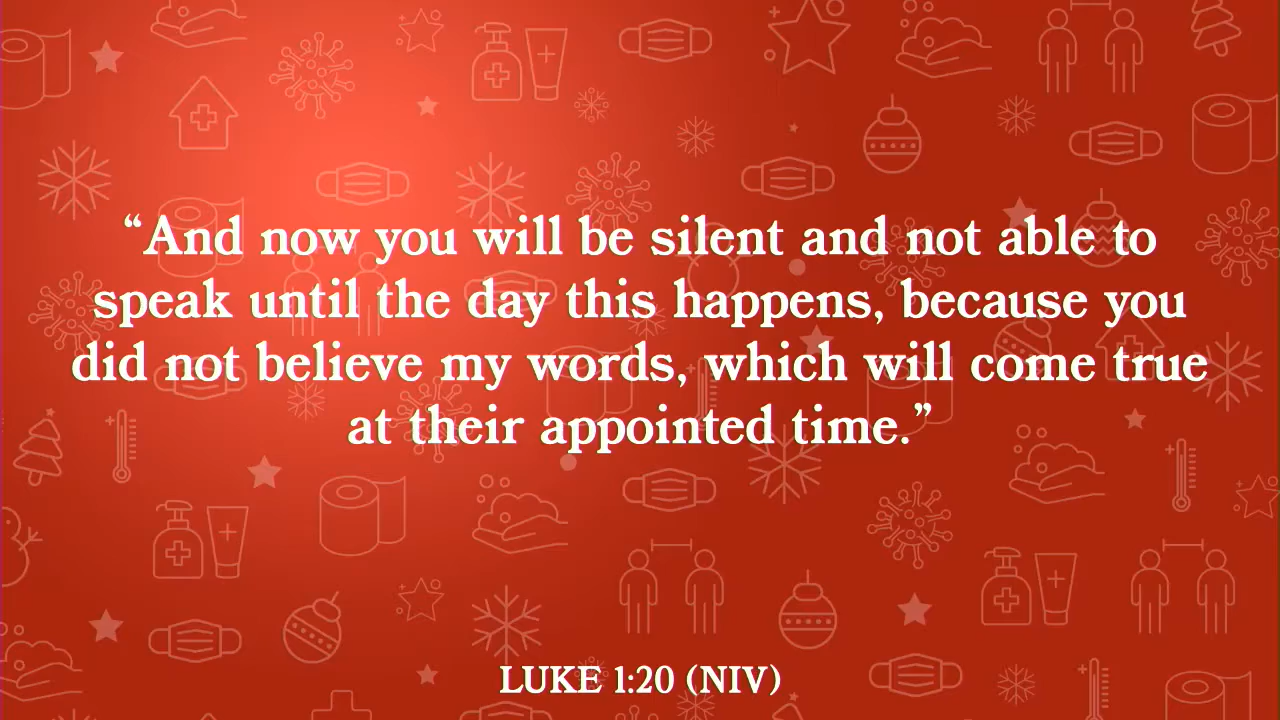 “And now you will be silent and not able to
speak until the day this happens, because you
did not believe my words, which will come true
at their appointed time.”
LUKE 1:20 (NIV)